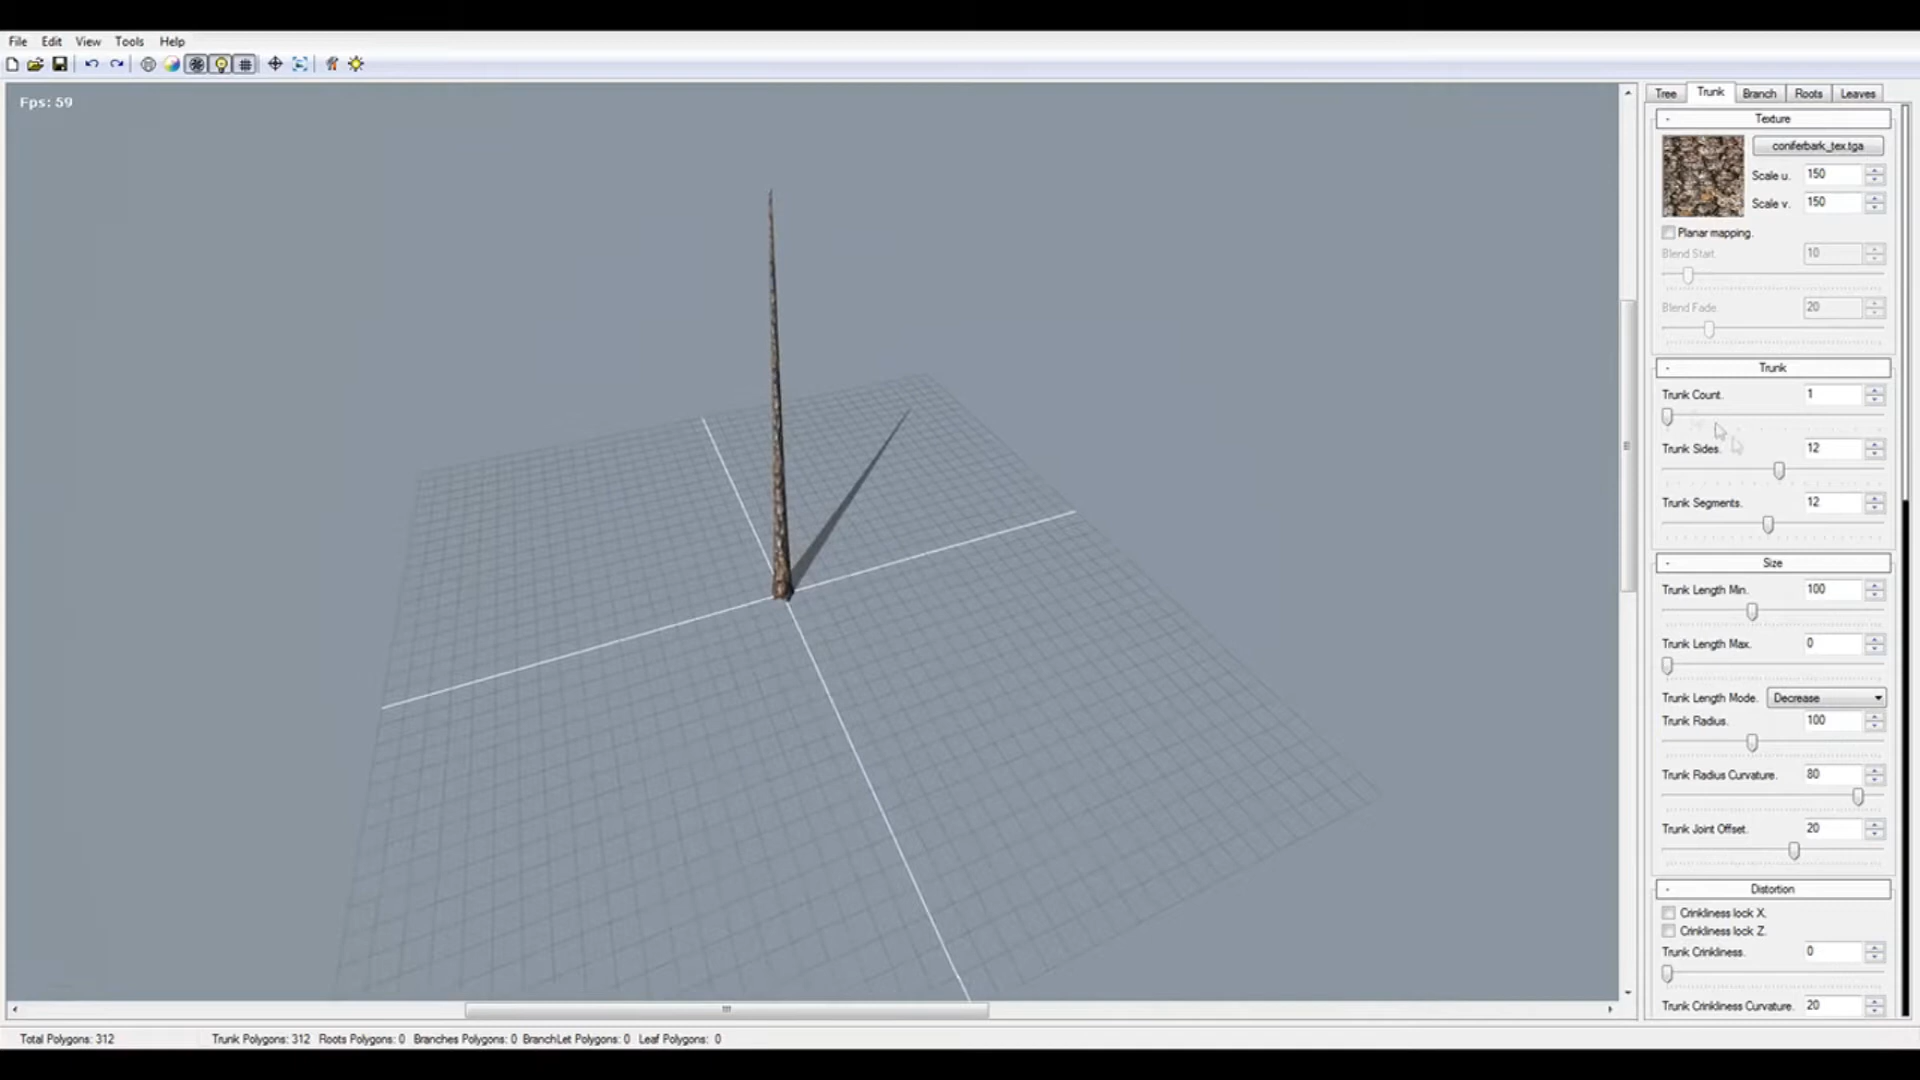 File Edit View Tools Help
Fps: 59
Tree Trunk Branch Roots Leaves
- Texture
coniferbark_tex.tga
Scale u. 150
Scale v. 150
Planar mapping.
Blend Start. 10
Blend Fade. 20
- Trunk
Trunk Count. 1
Trunk Sides. 12
Trunk Segments. 12
- Size
Trunk Length Min. 100
Trunk Length Max. 0
Trunk Length Mode. Decrease
Trunk Radius. 100
Trunk Radius Curvature. 80
Trunk Joint Offset. 20
- Distortion
Crinkliness lock X.
Crinkliness lock Z.
Trunk Crinkliness. 0
Trunk Crinkliness Curvature. 20
Total Polygons: 312 Trunk Polygons: 312 Roots Polygons: 0 Branches Polygons: 0 BranchLet Polygons: 0 Leaf Polygons: 0